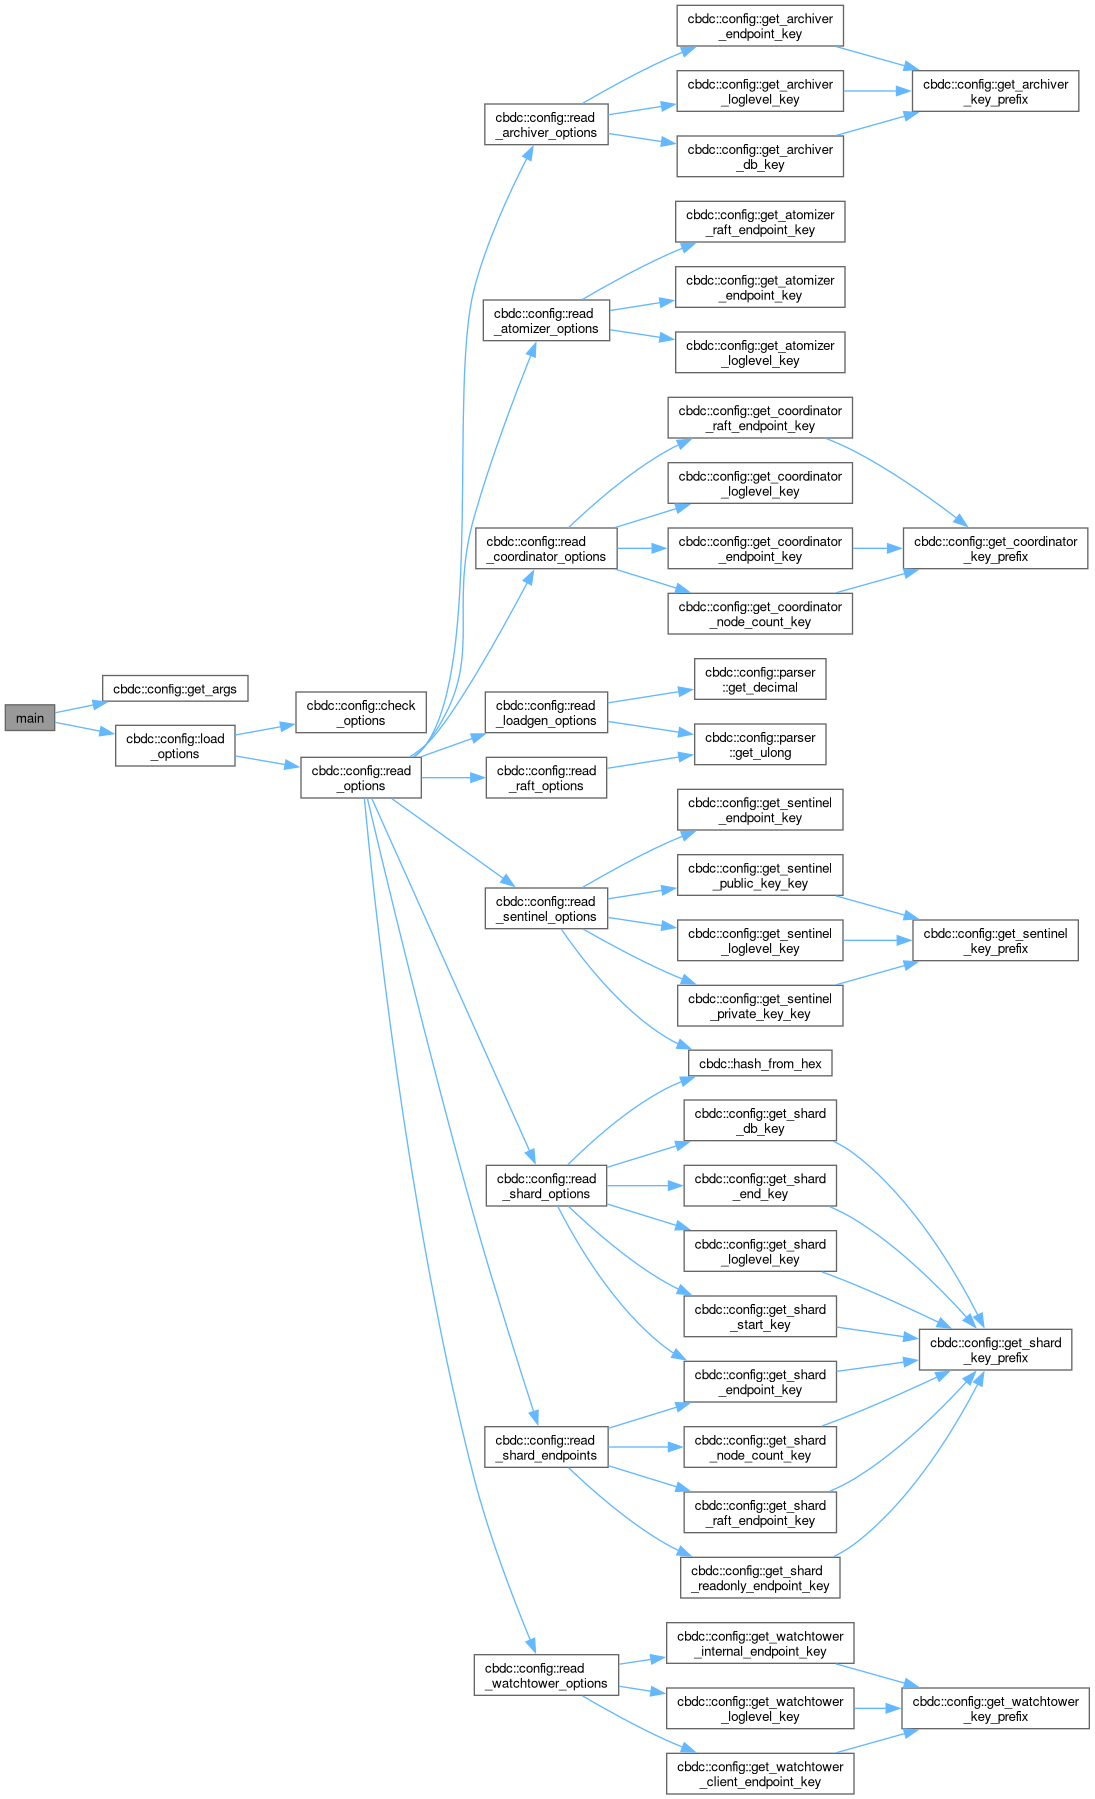 main
cbdc::config::get_args
cbdc::config::load
_options
cbdc::config::check
_options
cbdc::config::read
_options
cbdc::config::read
_archiver_options
cbdc::config::get_archiver
_endpoint_key
cbdc::config::get_archiver
_loglevel_key
cbdc::config::get_archiver
_db_key
cbdc::config::get_archiver
_key_prefix
cbdc::config::read
_atomizer_options
cbdc::config::get_atomizer
_raft_endpoint_key
cbdc::config::get_atomizer
_endpoint_key
cbdc::config::get_atomizer
_loglevel_key
cbdc::config::read
_coordinator_options
cbdc::config::get_coordinator
_raft_endpoint_key
cbdc::config::get_coordinator
_loglevel_key
cbdc::config::get_coordinator
_endpoint_key
cbdc::config::get_coordinator
_node_count_key
cbdc::config::get_coordinator
_key_prefix
cbdc::config::read
_loadgen_options
cbdc::config::parser
::get_decimal
cbdc::config::parser
::get_ulong
cbdc::config::read
_raft_options
cbdc::config::read
_sentinel_options
cbdc::config::get_sentinel
_endpoint_key
cbdc::config::get_sentinel
_public_key_key
cbdc::config::get_sentinel
_loglevel_key
cbdc::config::get_sentinel
_private_key_key
cbdc::config::get_sentinel
_key_prefix
cbdc::hash_from_hex
cbdc::config::read
_shard_options
cbdc::config::get_shard
_db_key
cbdc::config::get_shard
_end_key
cbdc::config::get_shard
_loglevel_key
cbdc::config::get_shard
_start_key
cbdc::config::get_shard
_endpoint_key
cbdc::config::get_shard
_key_prefix
cbdc::config::read
_shard_endpoints
cbdc::config::get_shard
_node_count_key
cbdc::config::get_shard
_raft_endpoint_key
cbdc::config::get_shard
_readonly_endpoint_key
cbdc::config::read
_watchtower_options
cbdc::config::get_watchtower
_internal_endpoint_key
cbdc::config::get_watchtower
_loglevel_key
cbdc::config::get_watchtower
_client_endpoint_key
cbdc::config::get_watchtower
_key_prefix